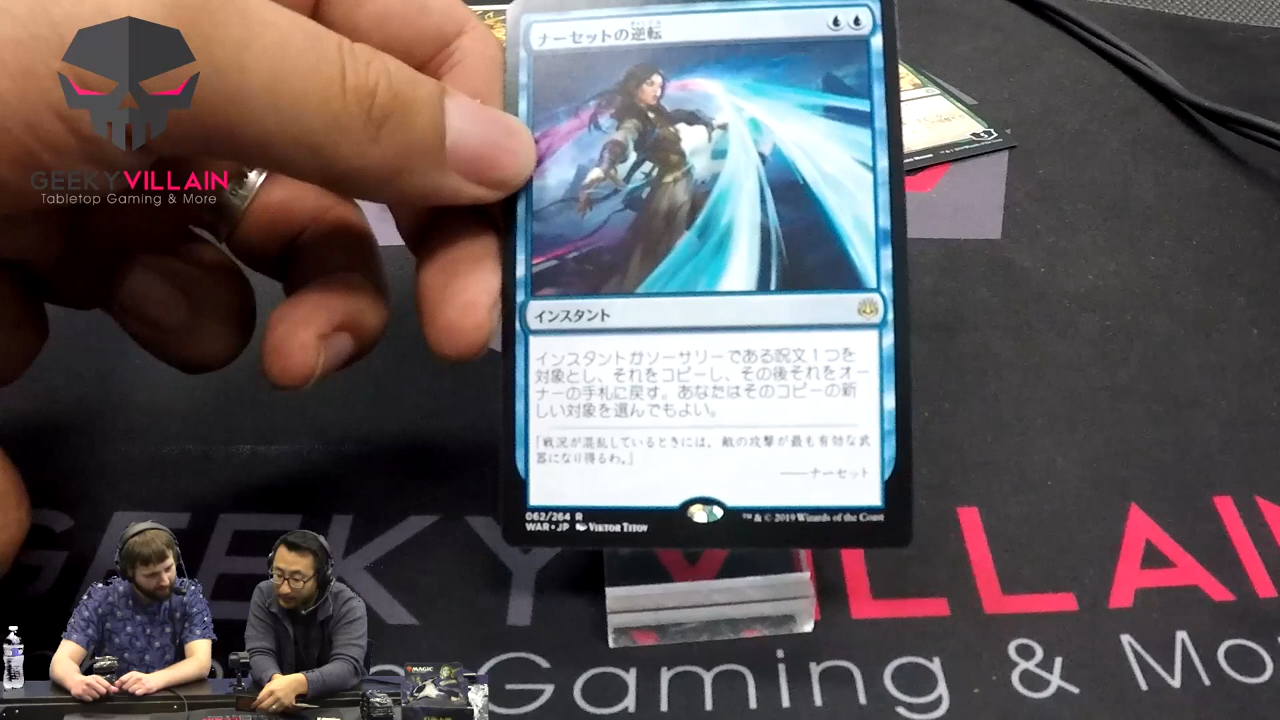 ナーセットの逆転
インスタント
インスタントかソーサリーである呪文１つを
対象とし、それをコピーし、その後それをオー
ナーの手札に戻す。あなたはそのコピーの新
しい対象を選んでもよい。
「戦況が混乱しているときには、敵の攻撃が最も有効な武
器になり得るわ。」
――ナーセット
062/264 R
WAR • JP VIKTOR TITOV
™ & © 2019 Wizards of the Coast
GEEKYVILLAIN
Tabletop Gaming & More
GEEKY VILLAI
Gaming & Mo
MAGIC